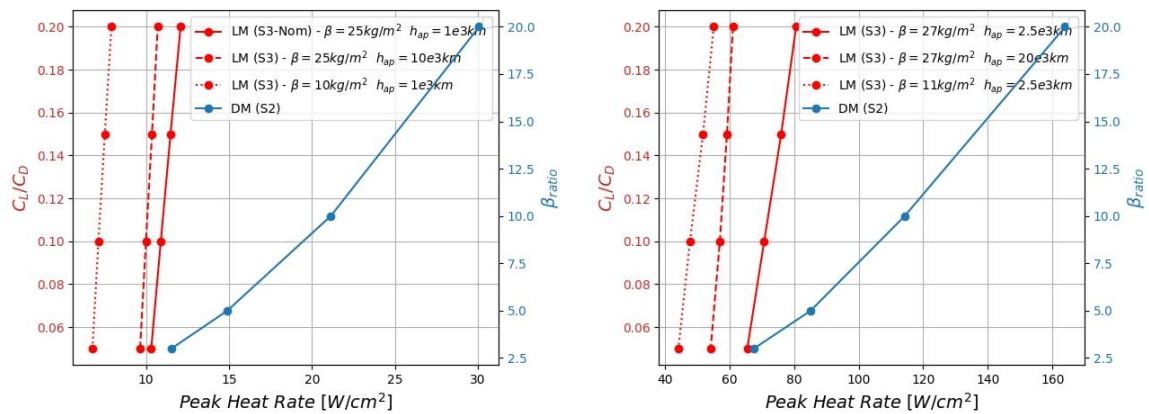 0.20
0.18
0.16
0.14
0.12
0.10
0.08
0.06
C_L/C_D
LM (S3-Nom) - β = 25kg/m² h_ap = 1e3km
LM (S3) - β = 25kg/m² h_ap = 10e3km
LM (S3) - β = 10kg/m² h_ap = 1e3km
DM (S2)
20.0
17.5
15.0
12.5
10.0
7.5
5.0
2.5
β_ratio
10 15 20 25 30
Peak Heat Rate [W/cm²]
0.20
0.18
0.16
0.14
0.12
0.10
0.08
0.06
C_L/C_D
LM (S3) - β = 27kg/m² h_ap = 2.5e3km
LM (S3) - β = 27kg/m² h_ap = 20e3km
LM (S3) - β = 11kg/m² h_ap = 2.5e3km
DM (S2)
20.0
17.5
15.0
12.5
10.0
7.5
5.0
2.5
β_ratio
40 60 80 100 120 140 160
Peak Heat Rate [W/cm²]